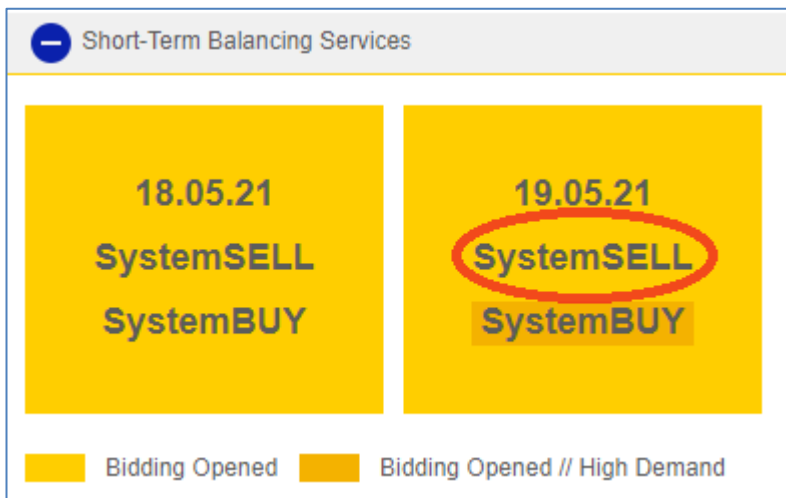 Short-Term Balancing Services
18.05.21
SystemSELL
SystemBUY
19.05.21
SystemSELL
SystemBUY
Bidding Opened
Bidding Opened // High Demand